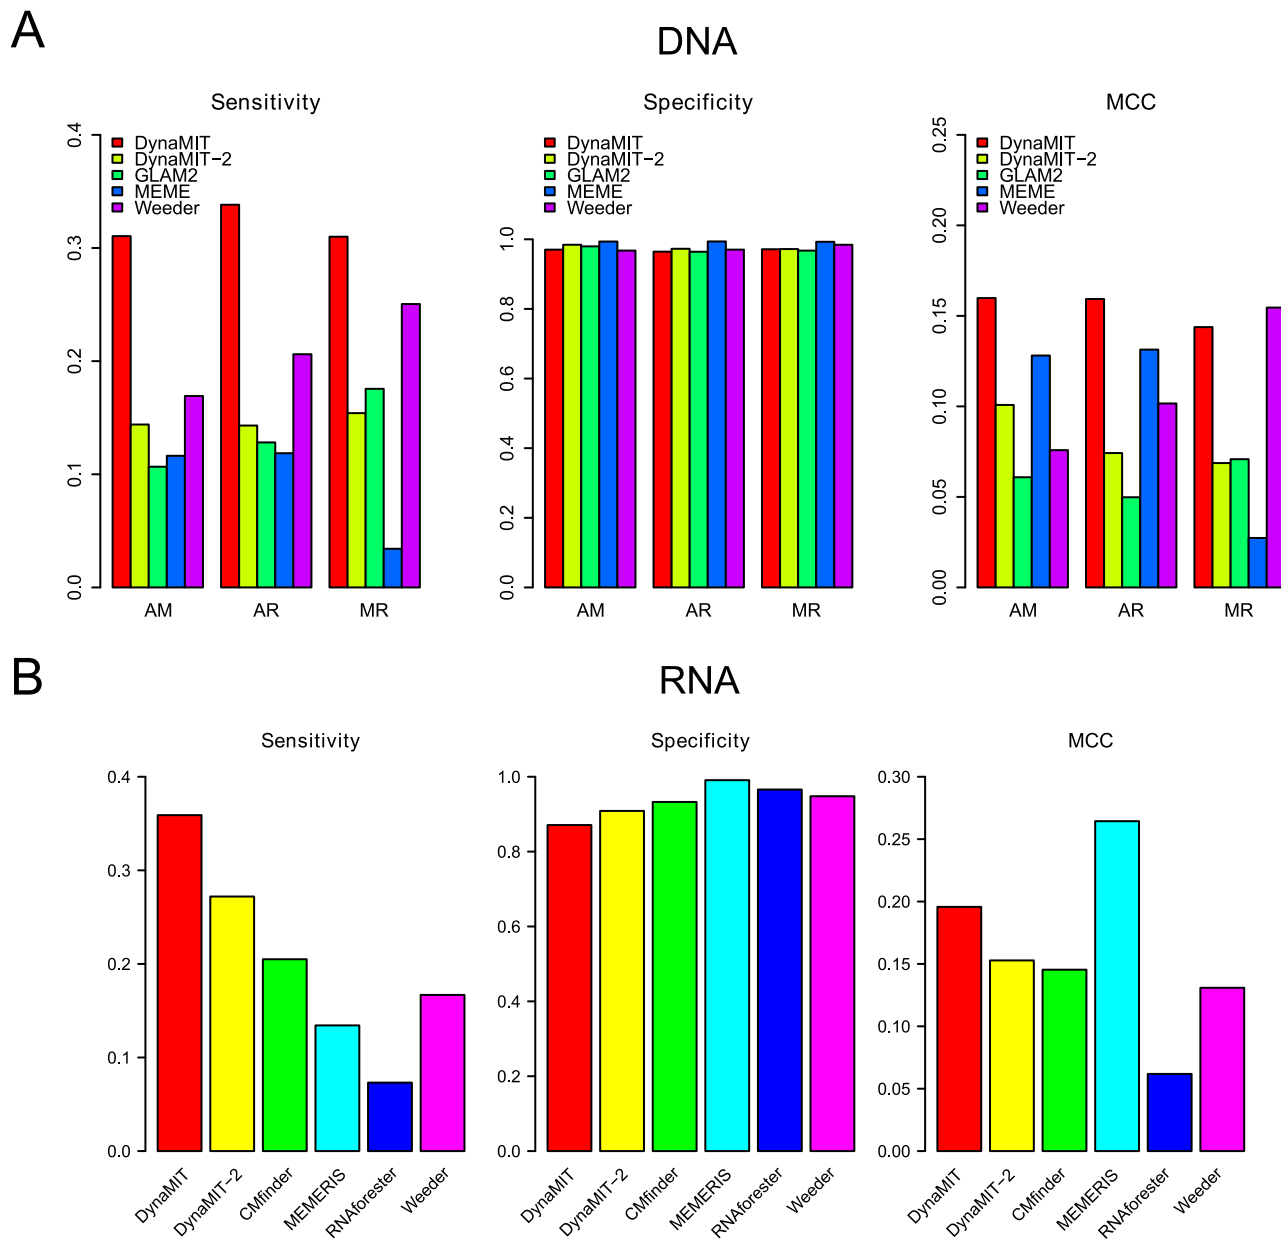 A
DNA
Sensitivity
0.4
0.3
0.2
0.1
0.0
DynaMIT
DynaMIT−2
GLAM2
MEME
Weeder
AM
AR
MR
Specificity
DynaMIT
DynaMIT−2
GLAM2
MEME
Weeder
1.0
0.8
0.6
0.4
0.2
0.0
AM
AR
MR
MCC
0.25
0.20
0.15
0.10
0.05
0.00
DynaMIT
DynaMIT−2
GLAM2
MEME
Weeder
AM
AR
MR
B
RNA
Sensitivity
0.4
0.3
0.2
0.1
0.0
DynaMIT
DynaMIT−2
CMfinder
MEMERIS
RNAforester
Weeder
Specificity
1.0
0.8
0.6
0.4
0.2
0.0
DynaMIT
DynaMIT−2
CMfinder
MEMERIS
RNAforester
Weeder
MCC
0.30
0.25
0.20
0.15
0.10
0.05
0.00
DynaMIT
DynaMIT−2
CMfinder
MEMERIS
RNAforester
Weeder